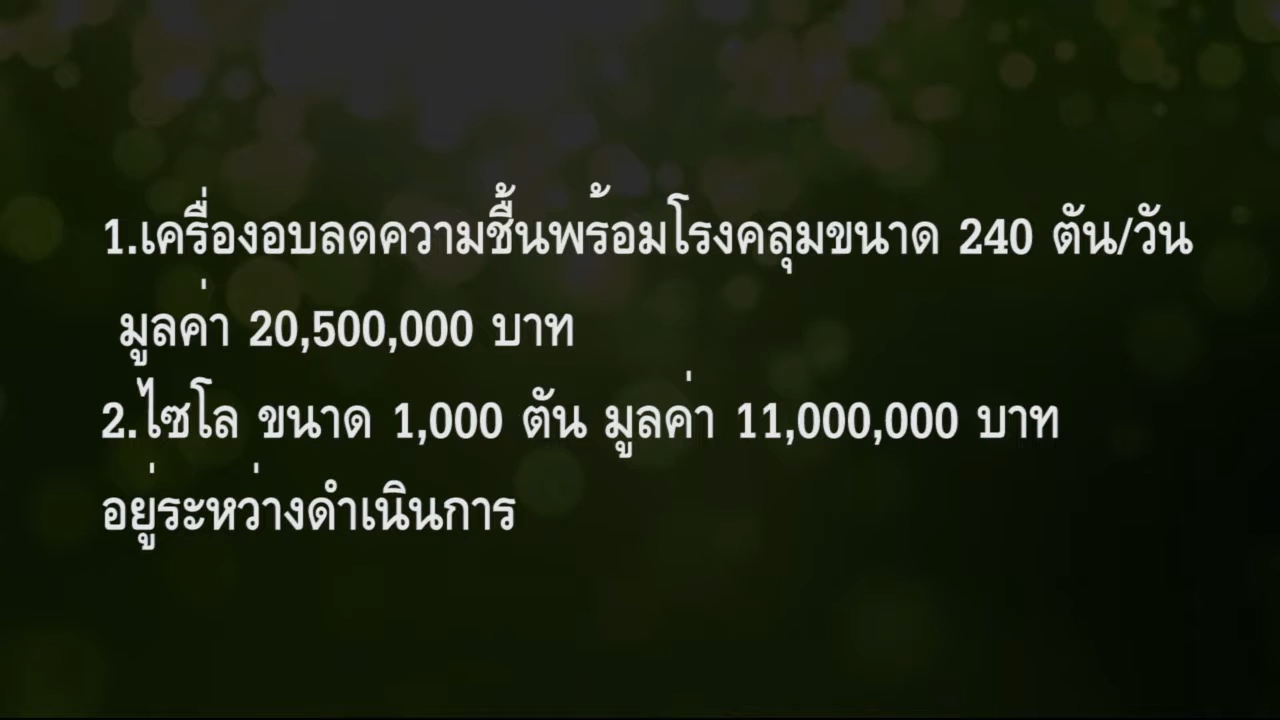 1.เครื่องอบลดความชื้นพร้อมโรงคลุมขนาด 240 ตัน/วัน
มูลค่า 20,500,000 บาท
2.ไซโล ขนาด 1,000 ตัน มูลค่า 11,000,000 บาท
อยู่ระหว่างดำเนินการ